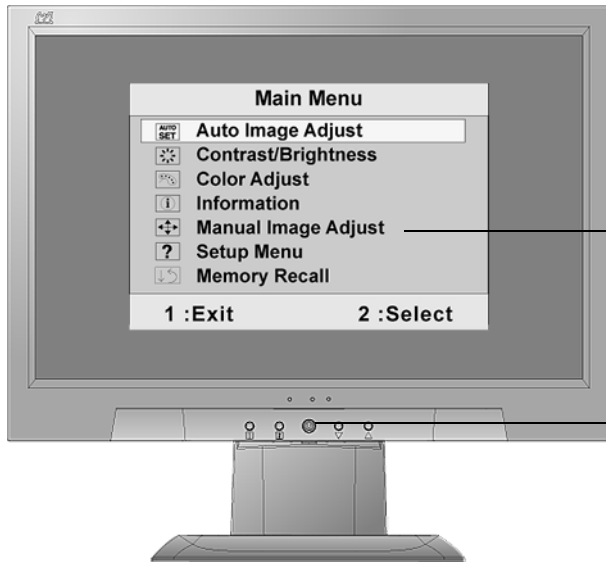 Main Menu
AUTO SET
Auto Image Adjust
Contrast/Brightness
Color Adjust
Information
Manual Image Adjust
? Setup Menu
Memory Recall
1 :Exit 2 :Select